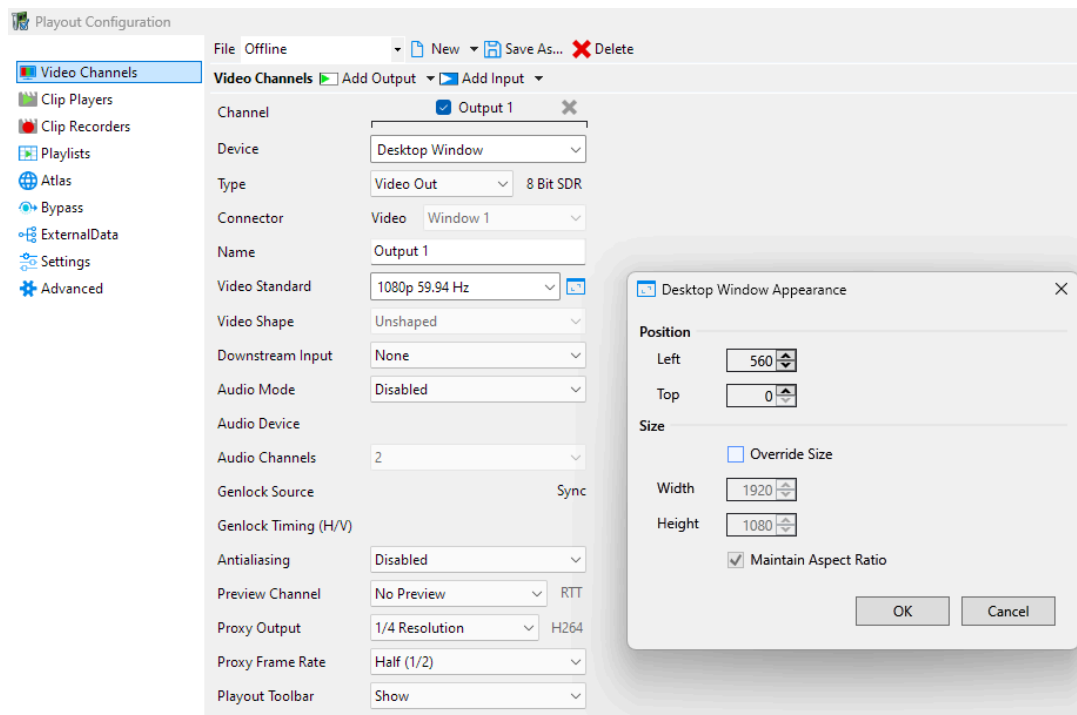 Playout Configuration
File Offline New Save As... Delete
Video Channels
Clip Players
Clip Recorders
Playlists
Atlas
Bypass
ExternalData
Settings
Advanced
Video Channels Add Output Add Input
Channel Output 1
Device Desktop Window
Type Video Out 8 Bit SDR
Connector Video Window 1
Name Output 1
Video Standard 1080p 59.94 Hz
Video Shape Unshaped
Downstream Input None
Audio Mode Disabled
Audio Device
Audio Channels 2
Genlock Source Sync
Genlock Timing (H/V)
Antialiasing Disabled
Preview Channel No Preview RTT
Proxy Output 1/4 Resolution H264
Proxy Frame Rate Half (1/2)
Playout Toolbar Show
Desktop Window Appearance
Position
Left 560
Top 0
Size
Override Size
Width 1920
Height 1080
Maintain Aspect Ratio
OK Cancel